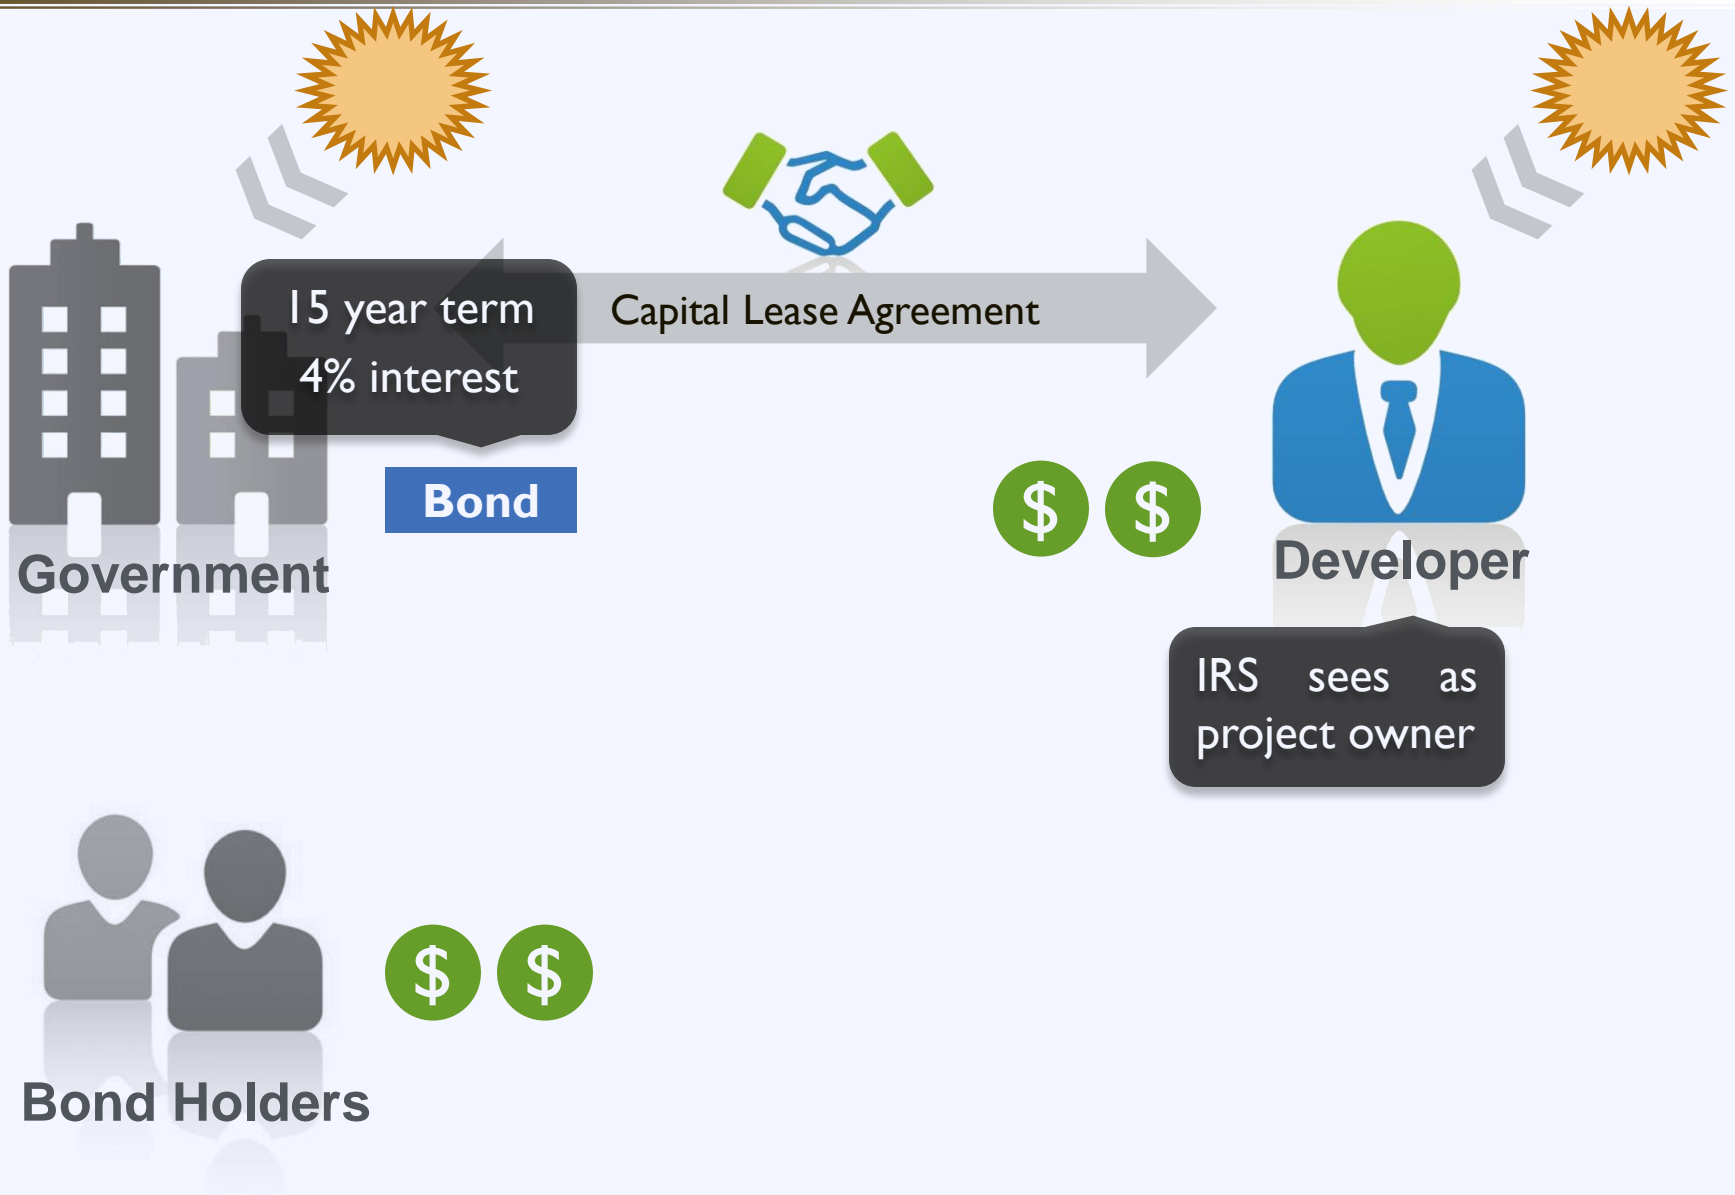 15 year term
4% interest
Capital Lease Agreement
Bond
$ $
Government
Developer
IRS sees as
project owner
$ $
Bond Holders